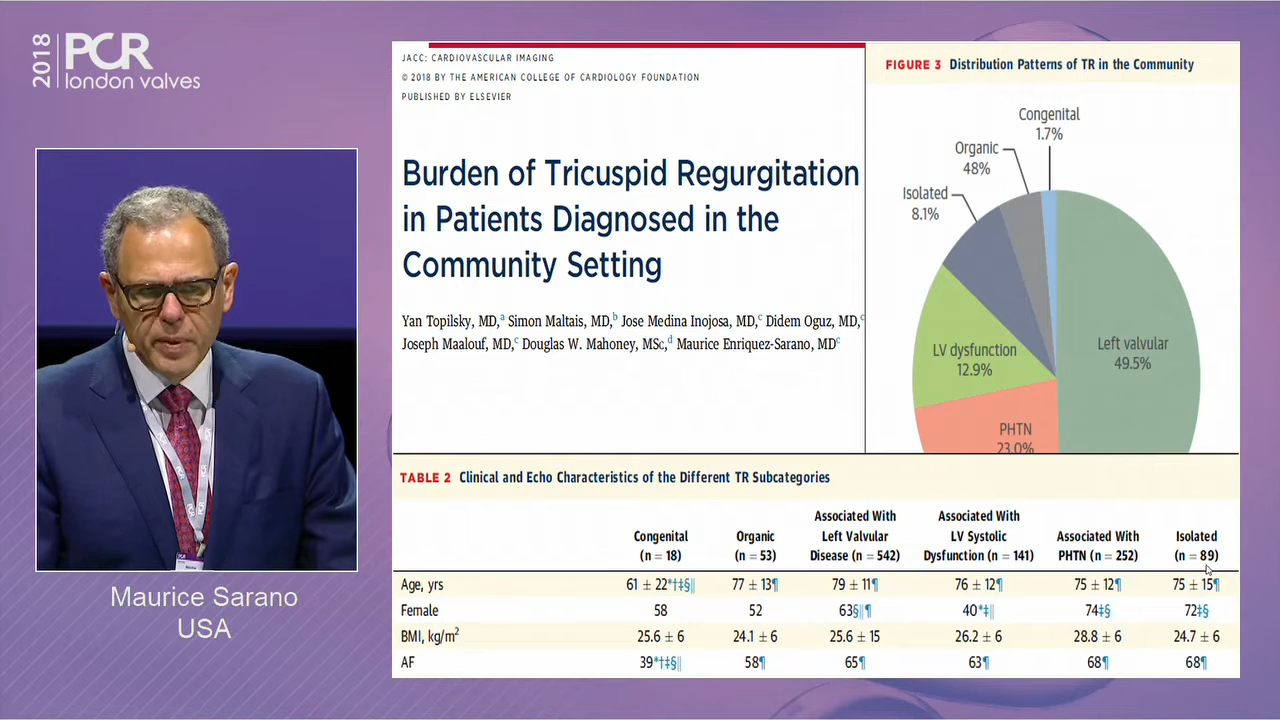 2018
PCR
london valves
Maurice Sarano
USA
JACC: CARDIOVASCULAR IMAGING
© 2018 BY THE AMERICAN COLLEGE OF CARDIOLOGY FOUNDATION
PUBLISHED BY ELSEVIER
Burden of Tricuspid Regurgitation
in Patients Diagnosed in the
Community Setting
Yan Topilsky, MD,a Simon Maltais, MD,b Jose Medina Inojosa, MD,c Didem Oguz, MD,c
Joseph Maalouf, MD,c Douglas W. Mahoney, MSc,d Maurice Enriquez-Sarano, MDc
FIGURE 3 Distribution Patterns of TR in the Community
Congenital
1.7%
Organic
48%
Isolated
8.1%
LV dysfunction
12.9%
Left valvular
49.5%
PHTN
23.0%
TABLE 2 Clinical and Echo Characteristics of the Different TR Subcategories
Congenital (n = 18) Organic (n = 53) Associated With Left Valvular Disease (n = 542) Associated With LV Systolic Dysfunction (n = 141) Associated With PHTN (n = 252) Isolated (n = 89)
Age, yrs 61 ± 22*†‡§‖ 77 ± 13¶ 79 ± 11¶ 76 ± 12¶ 75 ± 12¶ 75 ± 15¶
Female 58 52 63§‖¶ 40*‡‖ 74‡§ 72‡§
BMI, kg/m2 25.6 ± 6 24.1 ± 6 25.6 ± 15 26.2 ± 6 28.8 ± 6 24.7 ± 6
AF 39*†‡§‖ 58¶ 65¶ 63¶ 68¶ 68¶